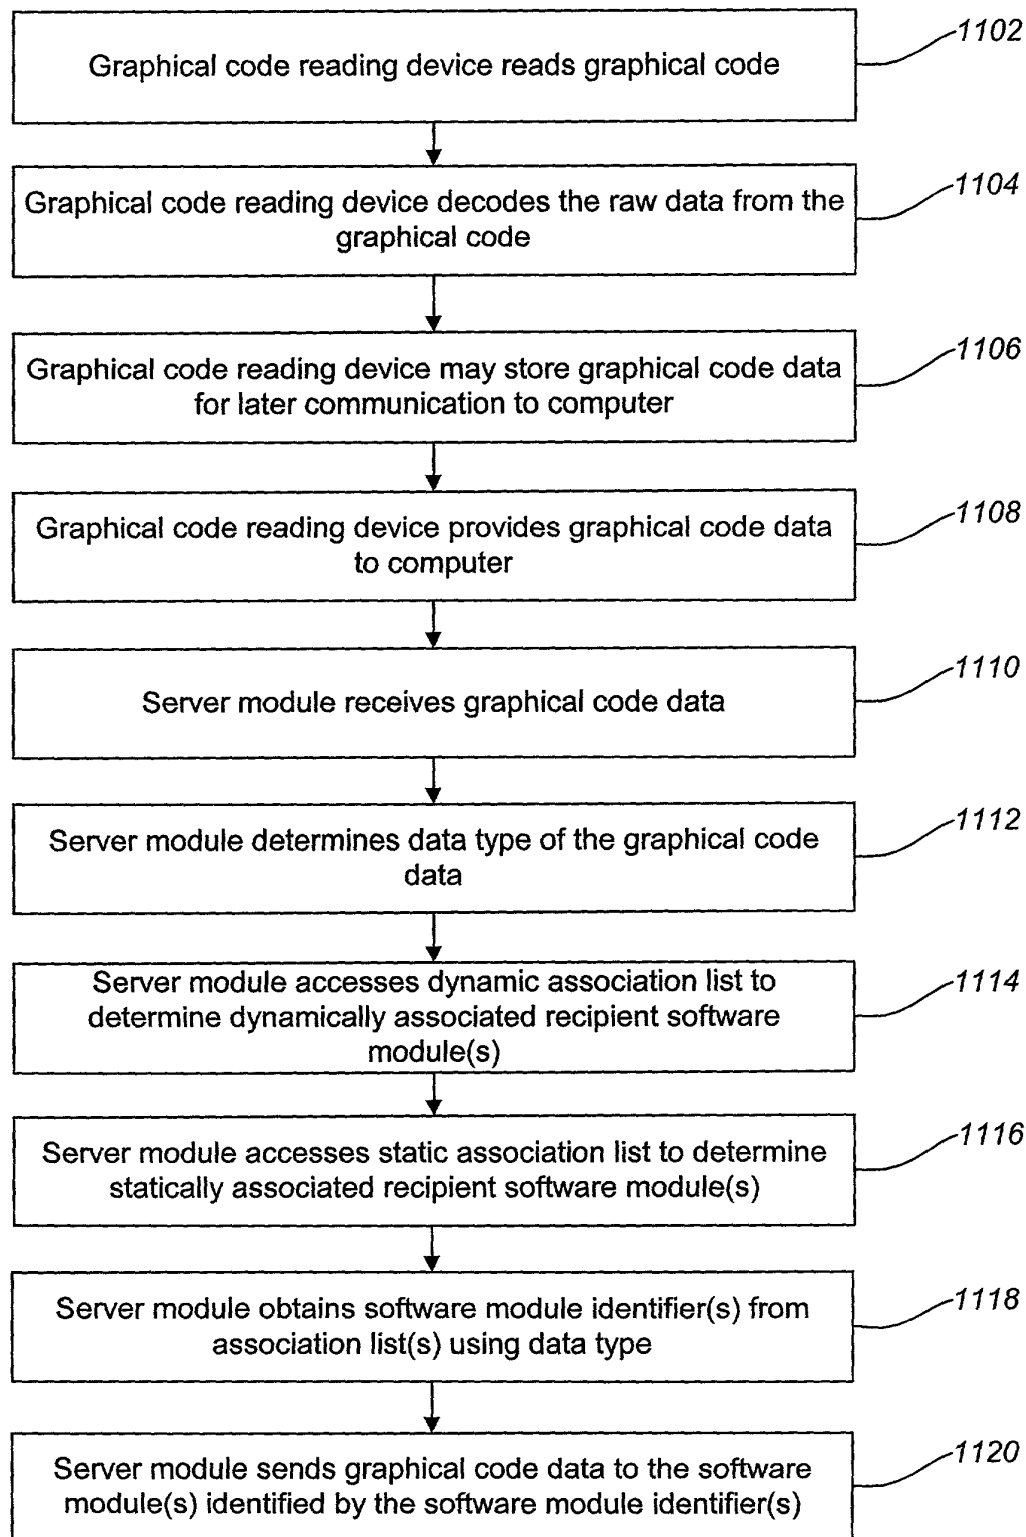 Graphical code reading device reads graphical code
1102
Graphical code reading device decodes the raw data from the
graphical code
1104
Graphical code reading device may store graphical code data
for later communication to computer
1106
Graphical code reading device provides graphical code data
to computer
1108
Server module receives graphical code data
1110
Server module determines data type of the graphical code
data
1112
Server module accesses dynamic association list to
determine dynamically associated recipient software
module(s)
1114
Server module accesses static association list to determine
statically associated recipient software module(s)
1116
Server module obtains software module identifier(s) from
association list(s) using data type
1118
Server module sends graphical code data to the software
module(s) identified by the software module identifier(s)
1120